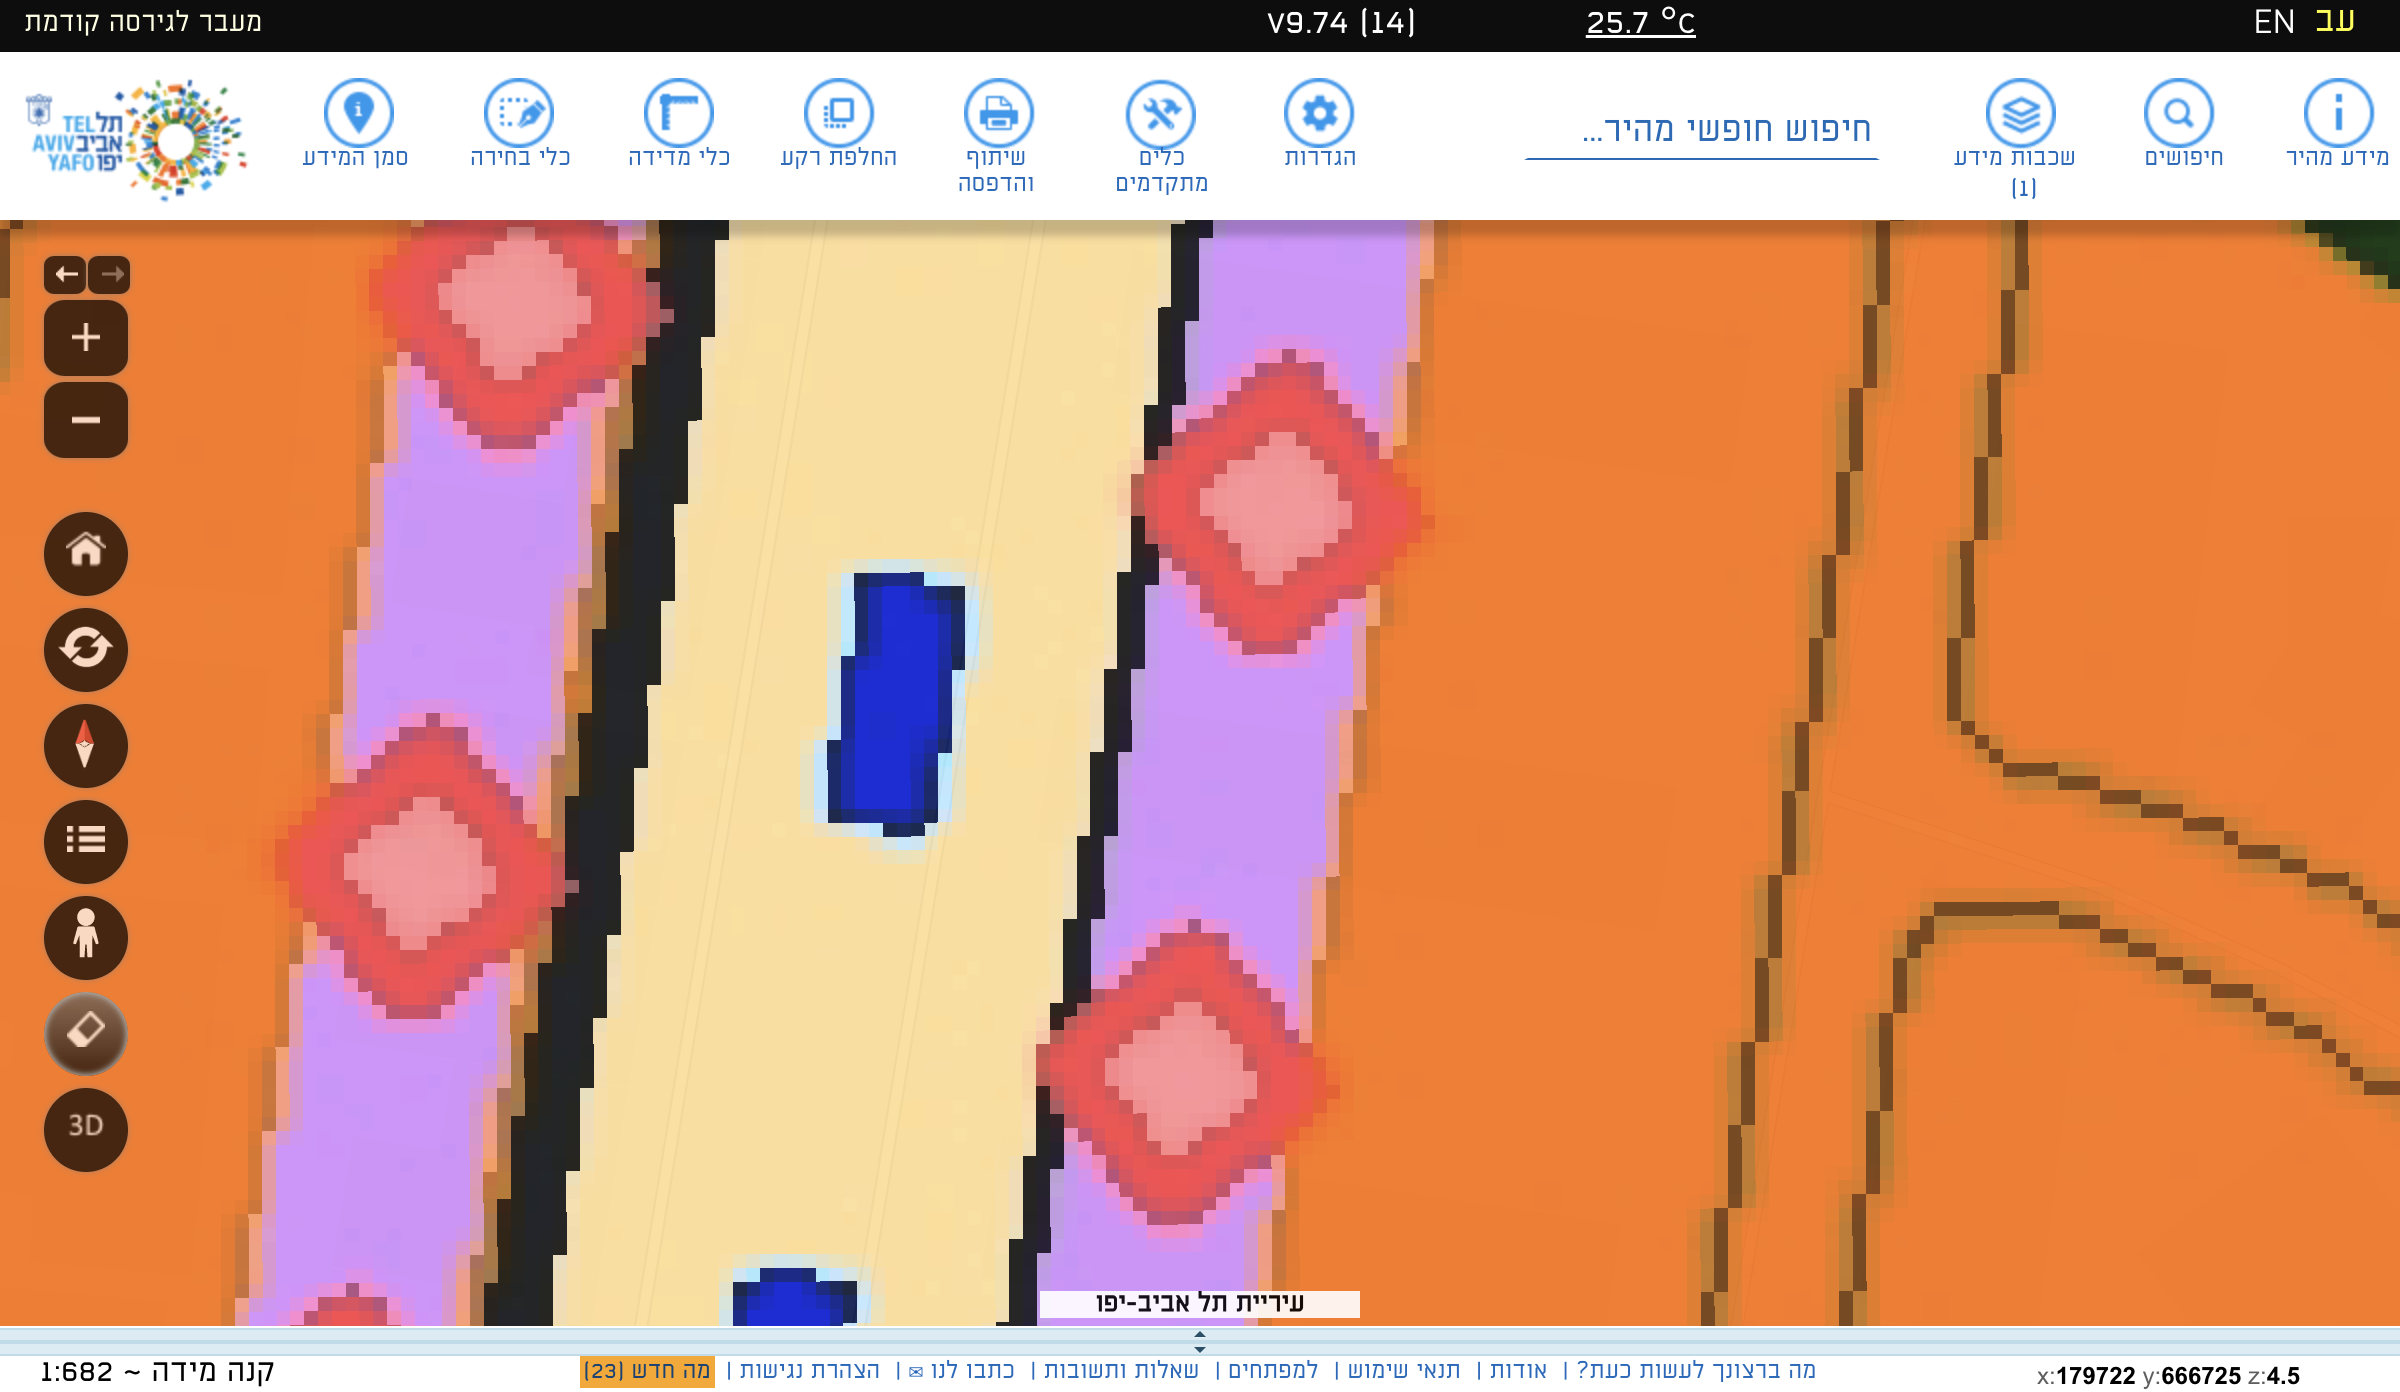 עב EN
25.7 °C
V9.74 (14)
מעבר לגירסה קודמת
מידע מהיר
חיפושים
שכבות מידע
(1)
חיפוש חופשי מהיר...
הגדרות
כלים
מתקדמים
שיתוף
והדפסה
החלפת רקע
כלי מדידה
כלי בחירה
סמן המידע
תל TEL
אביב AVIV
יפו YAFO
3D
עיריית תל אביב-יפו
x:179722 y:666725 z:4.5
מה ברצונך לעשות כעת? | אודות | תנאי שימוש | למפתחים | שאלות ותשובות | כתבו לנו ✉ | הצהרת נגישות | מה חדש (23)
קנה מידה ~ 1:682